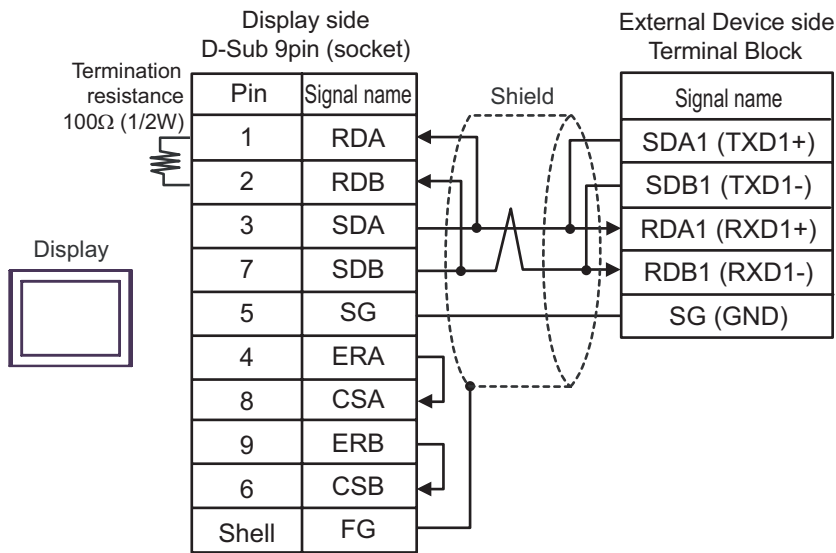 Display side
D-Sub 9pin (socket)
External Device side
Terminal Block
Termination
resistance
100Ω (1/2W)
Pin Signal name
Shield
Signal name
1 RDA
SDA1 (TXD1+)
2 RDB
SDB1 (TXD1-)
3 SDA
RDA1 (RXD1+)
Display
7 SDB
RDB1 (RXD1-)
5 SG
SG (GND)
4 ERA
8 CSA
9 ERB
6 CSB
Shell FG